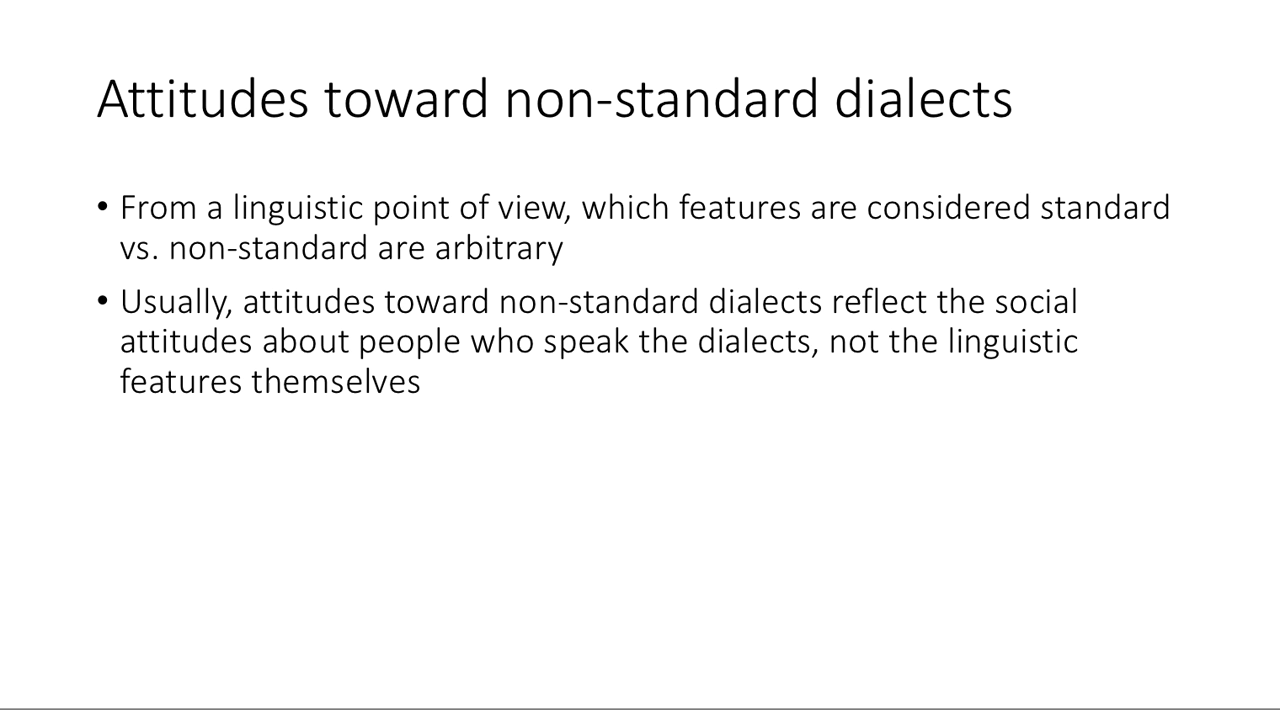 Attitudes toward non-standard dialects
• From a linguistic point of view, which features are considered standard
vs. non-standard are arbitrary
• Usually, attitudes toward non-standard dialects reflect the social
attitudes about people who speak the dialects, not the linguistic
features themselves